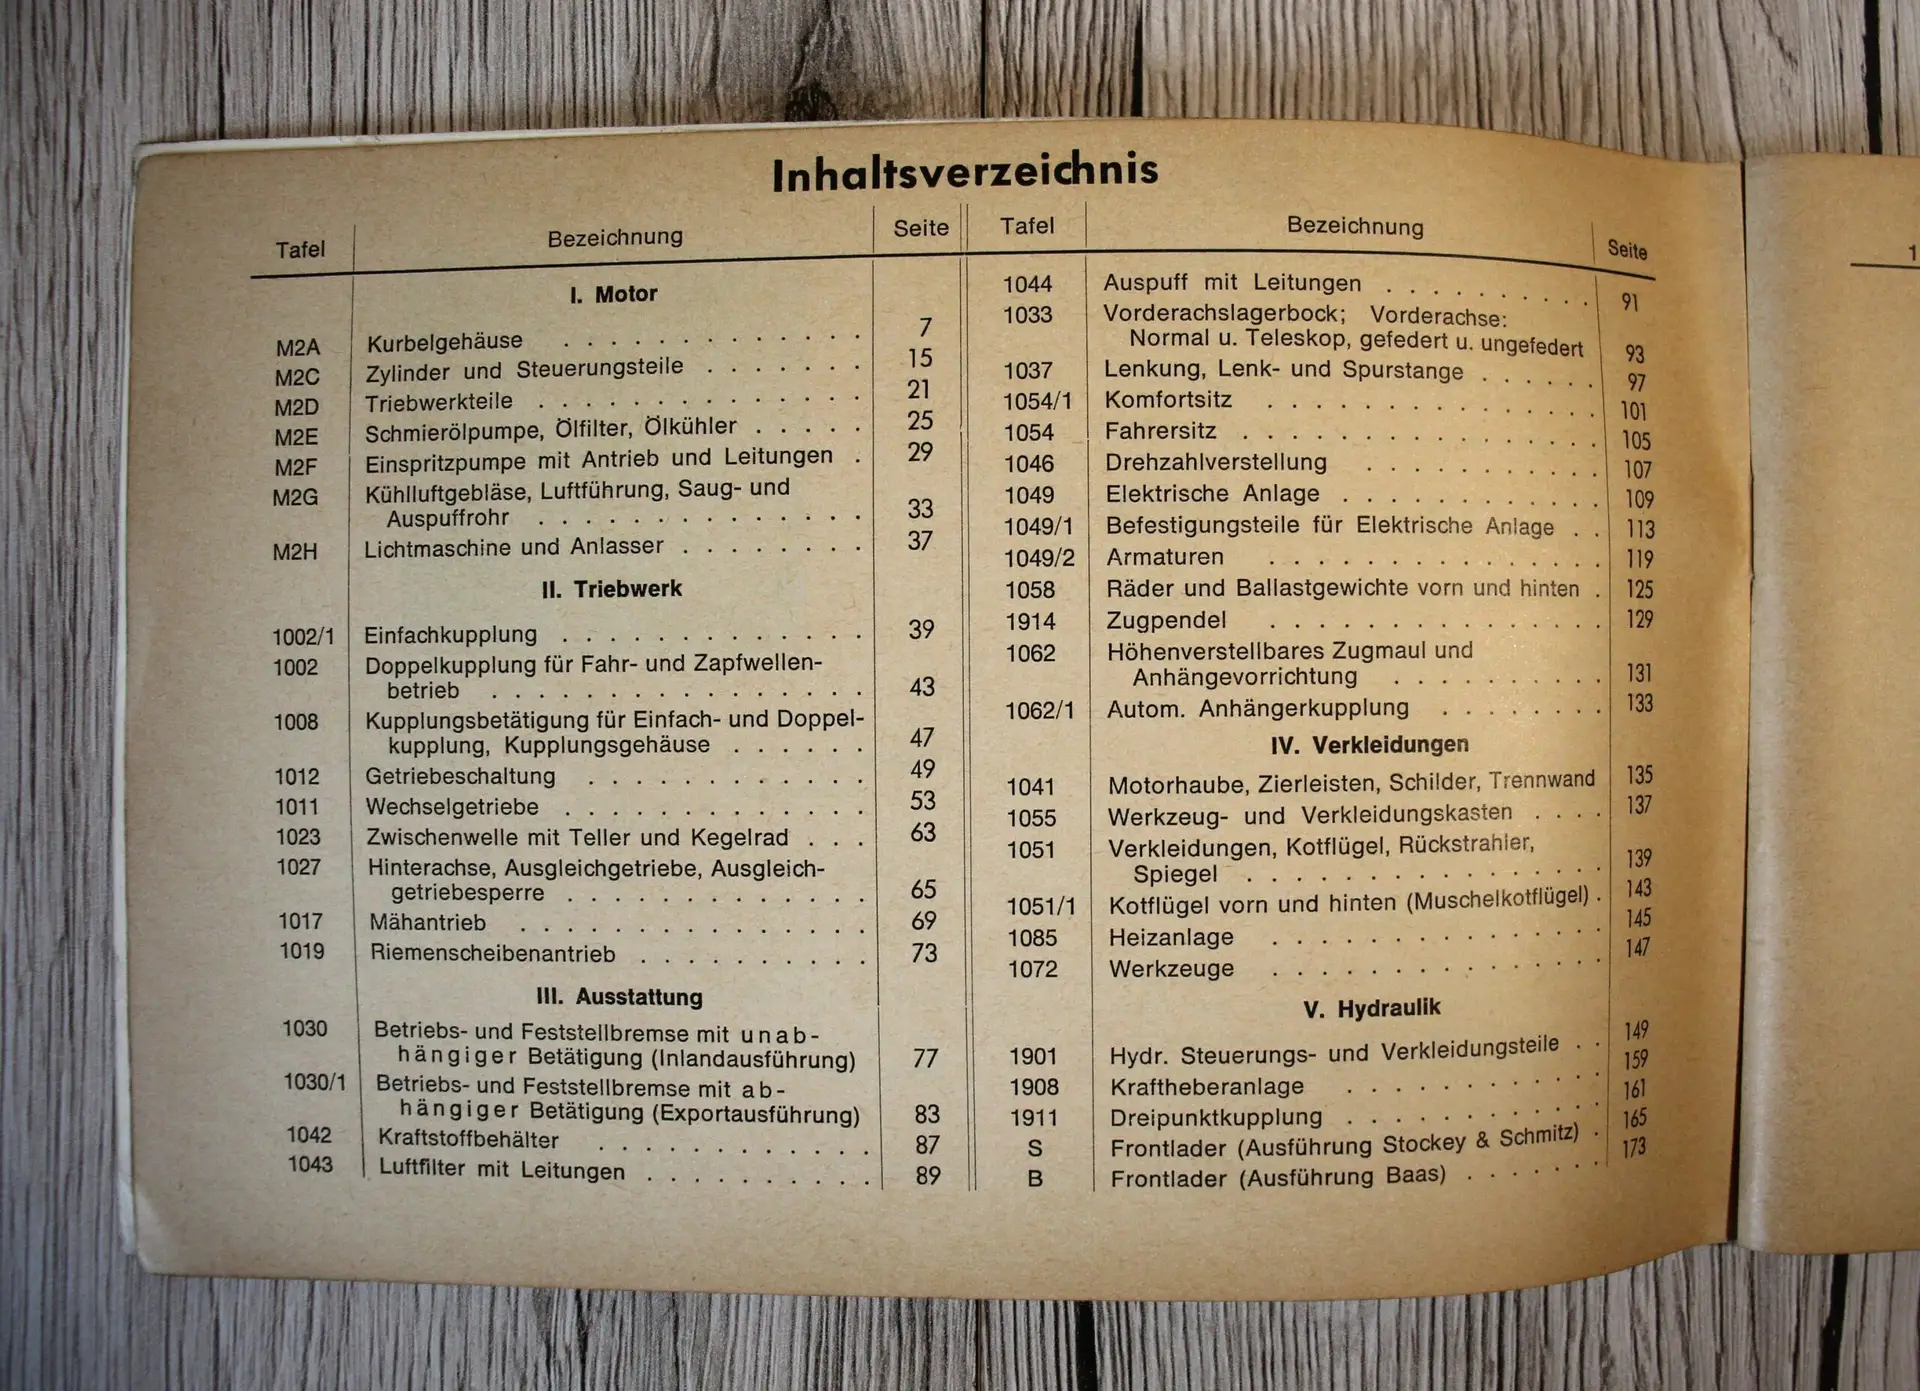 Inhaltsverzeichnis
Tafel Bezeichnung Seite
I. Motor
M2A Kurbelgehäuse . . . . . . . . . . . . 7
M2C Zylinder und Steuerungsteile . . . . . . . 15
M2D Triebwerkteile . . . . . . . . . . . . . 21
M2E Schmierölpumpe, Ölfilter, Ölkühler . . . . . 25
M2F Einspritzpumpe mit Antrieb und Leitungen . 29
M2G Kühlluftgebläse, Luftführung, Saug- und
Auspuffrohr . . . . . . . . . . . . . 33
M2H Lichtmaschine und Anlasser . . . . . . . . 37
II. Triebwerk
1002/1 Einfachkupplung . . . . . . . . . . . . 39
1002 Doppelkupplung für Fahr- und Zapfwellen-
betrieb . . . . . . . . . . . . . . . 43
1008 Kupplungsbetätigung für Einfach- und Doppel-
kupplung, Kupplungsgehäuse . . . . . . 47
1012 Getriebeschaltung . . . . . . . . . . . 49
1011 Wechselgetriebe . . . . . . . . . . . . 53
1023 Zwischenwelle mit Teller und Kegelrad . . . 63
1027 Hinterachse, Ausgleichgetriebe, Ausgleich-
getriebesperre . . . . . . . . . . . . 65
1017 Mähantrieb . . . . . . . . . . . . . . 69
1019 Riemenscheibenantrieb . . . . . . . . . . 73
III. Ausstattung
1030 Betriebs- und Feststellbremse mit unab-
hängiger Betätigung (Inlandausführung) 77
1030/1 Betriebs- und Feststellbremse mit ab-
hängiger Betätigung (Exportausführung) 83
1042 Kraftstoffbehälter . . . . . . . . . . . 87
1043 Luftfilter mit Leitungen . . . . . . . . . . 89
Tafel Bezeichnung Seite
1044 Auspuff mit Leitungen . . . . . . . . . 91
1033 Vorderachslagerbock; Vorderachse:
Normal u. Teleskop, gefedert u. ungefedert 93
1037 Lenkung, Lenk- und Spurstange . . . . . . 97
1054/1 Komfortsitz . . . . . . . . . . . . . 101
1054 Fahrersitz . . . . . . . . . . . . . . 105
1046 Drehzahlverstellung . . . . . . . . . . 107
1049 Elektrische Anlage . . . . . . . . . . . 109
1049/1 Befestigungsteile für Elektrische Anlage . . 113
1049/2 Armaturen . . . . . . . . . . . . . 119
1058 Räder und Ballastgewichte vorn und hinten . 125
1914 Zugpendel . . . . . . . . . . . . . 129
1062 Höhenverstellbares Zugmaul und
Anhängevorrichtung . . . . . . . . . 131
1062/1 Autom. Anhängerkupplung . . . . . . . 133
IV. Verkleidungen
1041 Motorhaube, Zierleisten, Schilder, Trennwand 135
1055 Werkzeug- und Verkleidungskasten . . . . 137
1051 Verkleidungen, Kotflügel, Rückstrahler,
Spiegel . . . . . . . . . . . . . . 139
1051/1 Kotflügel vorn und hinten (Muschelkotflügel) . 143
1085 Heizanlage . . . . . . . . . . . . . 145
1072 Werkzeuge . . . . . . . . . . . . . 147
V. Hydraulik
1901 Hydr. Steuerungs- und Verkleidungsteile . . 149
1908 Kraftheberanlage . . . . . . . . . . 159
1911 Dreipunktkupplung . . . . . . . . . . 161
S Frontlader (Ausführung Stockey & Schmitz) . 165
B Frontlader (Ausführung Baas) . . . . . . 173
1